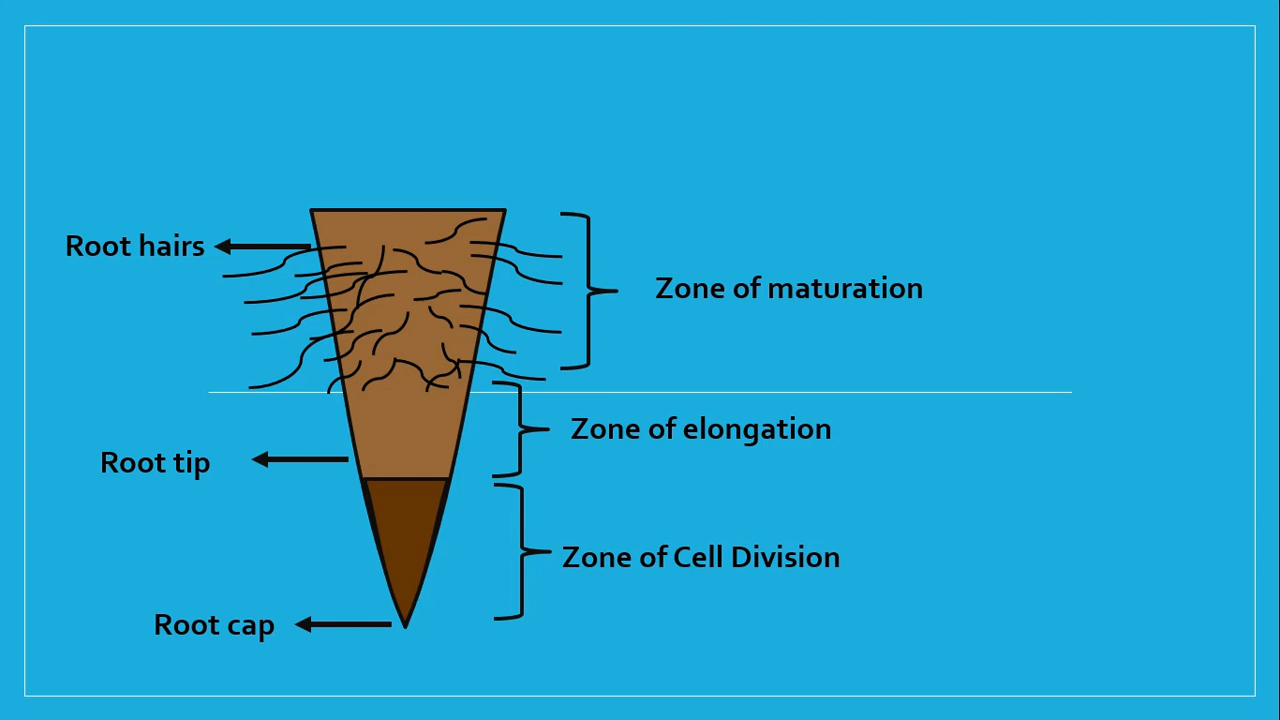 Root hairs
Zone of maturation
Zone of elongation
Root tip
Zone of Cell Division
Root cap